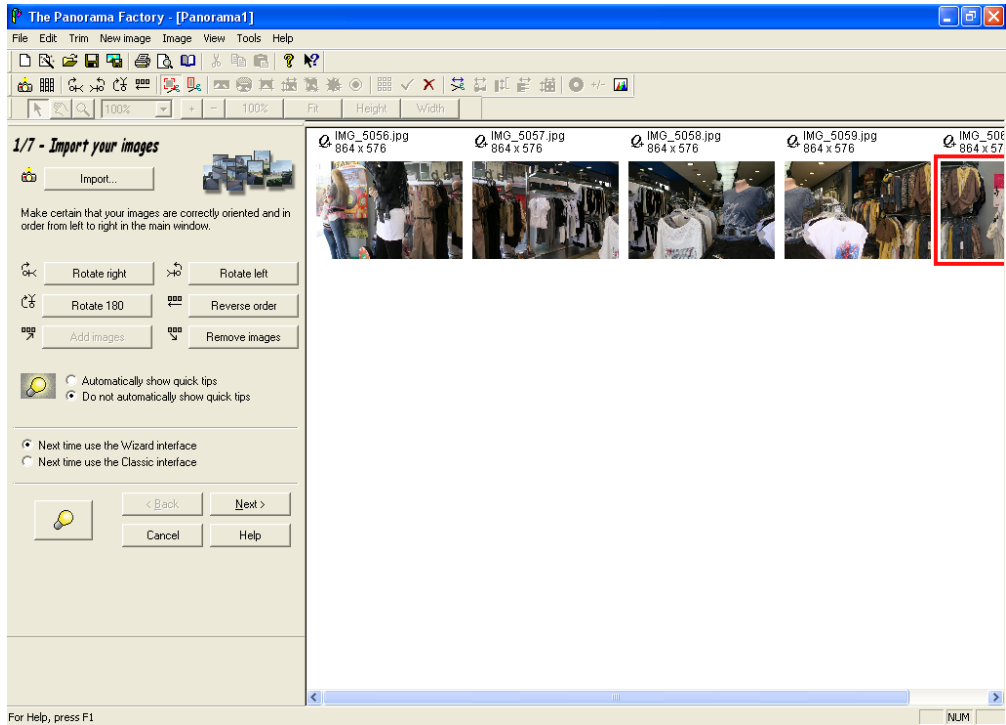 The Panorama Factory - [Panorama1]
File Edit Trim New image Image View Tools Help
100% 100% Fit Height Width
1/7 - Import your images
Import...
Make certain that your images are correctly oriented and in
order from left to right in the main window.
Rotate right Rotate left
Rotate 180 Reverse order
Add images Remove images
Automatically show quick tips
Do not automatically show quick tips
Next time use the Wizard interface
Next time use the Classic interface
< Back Next >
Cancel Help
IMG_5056.jpg IMG_5057.jpg IMG_5058.jpg IMG_5059.jpg
864 x 576 864 x 576 864 x 576 864 x 576 864 x 57
For Help, press F1 NUM